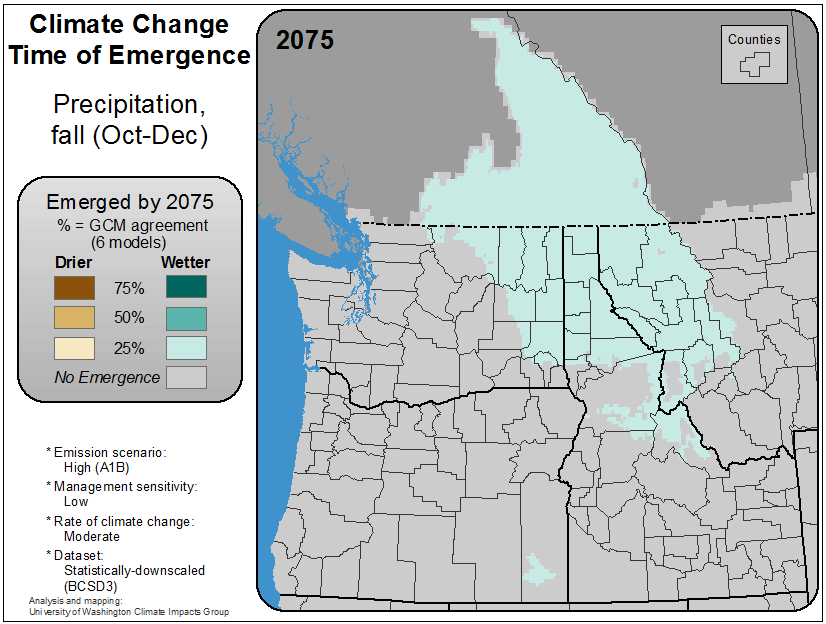 Climate Change
Time of Emergence
Precipitation,
fall (Oct-Dec)
Emerged by 2075
% = GCM agreement
(6 models)
Drier Wetter
75%
50%
25%
No Emergence
* Emission scenario:
High (A1B)
* Management sensitivity:
Low
* Rate of climate change:
Moderate
* Dataset:
Statistically-downscaled
(BCSD3)
Analysis and mapping:
University of Washington Climate Impacts Group
2075
Counties